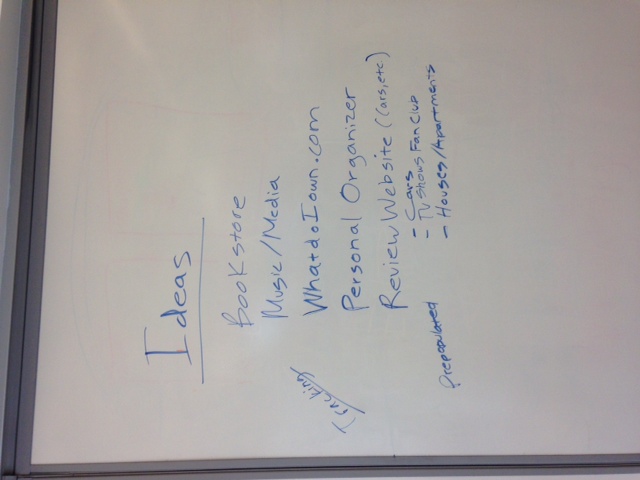 Ideas
Bookstore
Music/Media
Tracking
WhatdoIown.com
Personal Organizer
Review Website (Cars,etc.)
- Cars
- TV Shows Fan Club
prepopulated
- Houses/Apartments